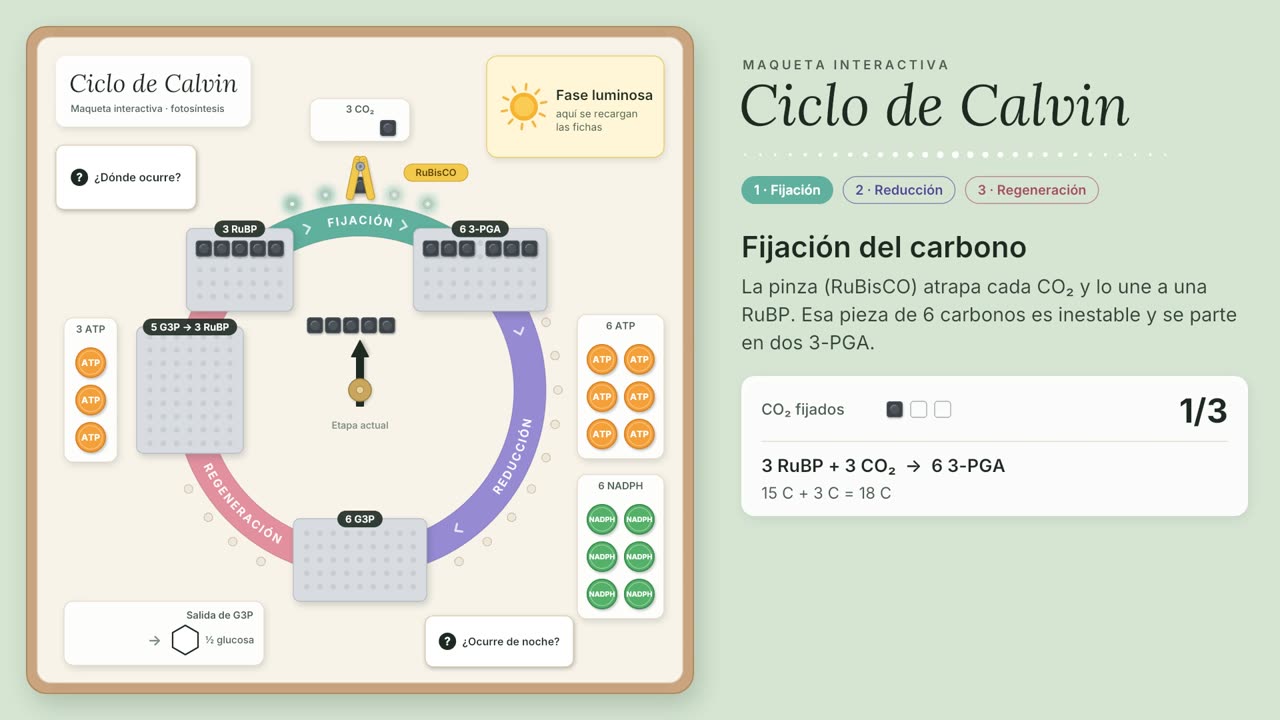 Ciclo de Calvin
Maqueta interactiva · fotosíntesis
3 CO₂
Fase luminosa
aquí se recargan
las fichas
? ¿Dónde ocurre?
RuBisCO
FIJACIÓN
3 RuBP
6 3-PGA
3 ATP
ATP
ATP
ATP
5 G3P → 3 RuBP
Etapa actual
6 ATP
ATP ATP
ATP ATP
ATP ATP
REDUCCIÓN
REGENERACIÓN
6 NADPH
NADPH NADPH
NADPH NADPH
NADPH NADPH
6 G3P
Salida de G3P
→ ½ glucosa
? ¿Ocurre de noche?
MAQUETA INTERACTIVA
Ciclo de Calvin
1 · Fijación 2 · Reducción 3 · Regeneración
Fijación del carbono
La pinza (RuBisCO) atrapa cada CO₂ y lo une a una
RuBP. Esa pieza de 6 carbonos es inestable y se parte
en dos 3-PGA.
CO₂ fijados 1/3
3 RuBP + 3 CO₂ → 6 3-PGA
15 C + 3 C = 18 C